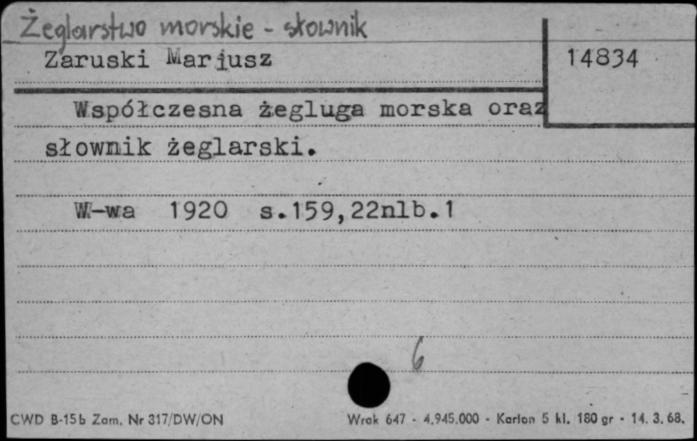 Żeglarstwo morskie - słownik
Zaruski Mariusz
14834
Współczesna żegluga morska oraz
słownik żeglarski.
W-wa 1920 s.159,22nlb.1
6
CWD B-15b Zam. Nr 317/DW/ON
Wrak 647 - 4.945.000 - Karton 5 kl. 180 gr - 14. 3. 68.